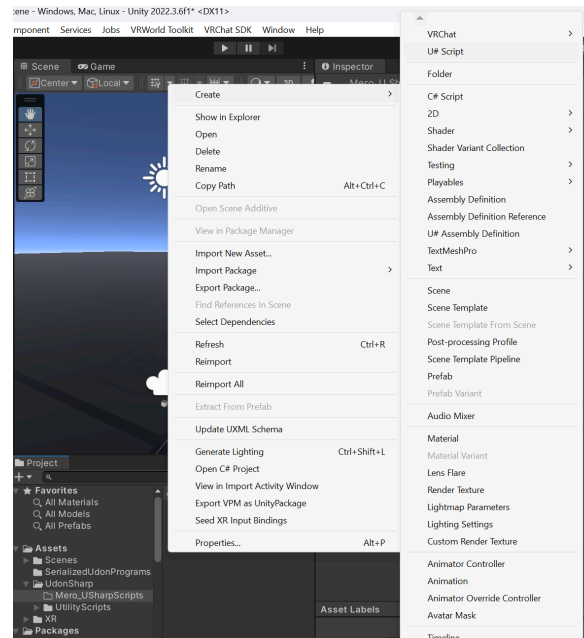 cene - Windows, Mac, Linux - Unity 2022.3.6f1* <DX11>
mponent Services Jobs VRWorld Toolkit VRChat SDK Window Help
Scene Game
Inspector
Center Local
2D
Create
Show in Explorer
Open
Delete
Rename
Copy Path Alt+Ctrl+C
Open Scene Additive
View in Package Manager
Import New Asset...
Import Package
Export Package...
Find References In Scene
Select Dependencies
Refresh Ctrl+R
Reimport
Reimport All
Extract From Prefab
Update UXML Schema
Generate Lighting Ctrl+Shift+L
Open C# Project
View in Import Activity Window
Export VPM as UnityPackage
Seed XR Input Bindings
Properties... Alt+P
VRChat
U# Script
Folder
C# Script
2D
Shader
Shader Variant Collection
Testing
Playables
Assembly Definition
Assembly Definition Reference
U# Assembly Definition
TextMeshPro
Text
Scene
Scene Template
Scene Template From Scene
Post-processing Profile
Scene Template Pipeline
Prefab
Prefab Variant
Audio Mixer
Material
Material Variant
Lens Flare
Render Texture
Lightmap Parameters
Lighting Settings
Custom Render Texture
Animator Controller
Animation
Animator Override Controller
Avatar Mask
Timeline
Project
Favorites
All Materials
All Models
All Prefabs
Assets
Scenes
SerializedUdonPrograms
UdonSharp
Mero_USharpScripts
UtilityScripts
XR
Packages
Asset Labels